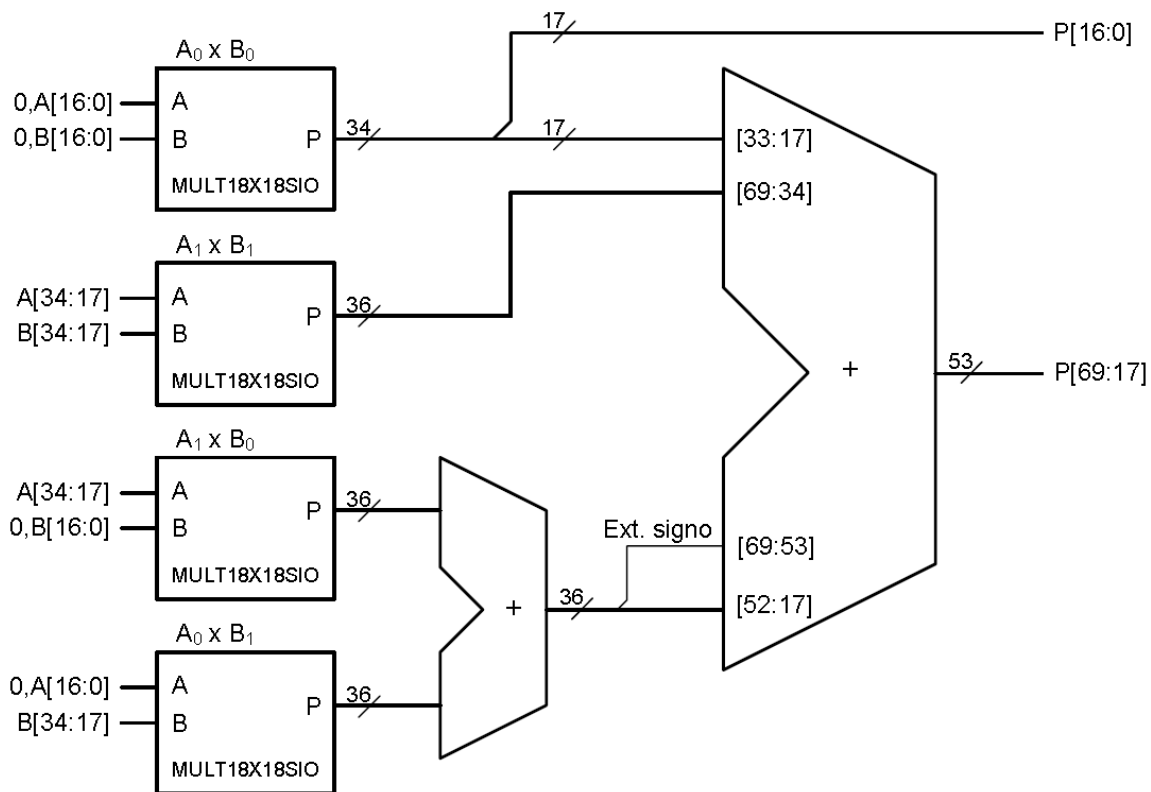 17
P[16:0]
A₀ x B₀
0,A[16:0]
A
0,B[16:0]
B
P
34
17
[33:17]
MULT18X18SIO
[69:34]
A₁ x B₁
A[34:17]
A
B[34:17]
B
P
36
MULT18X18SIO
+
53
P[69:17]
A₁ x B₀
A[34:17]
A
0,B[16:0]
B
P
36
MULT18X18SIO
Ext. signo
[69:53]
+
36
[52:17]
A₀ x B₁
0,A[16:0]
A
B[34:17]
B
P
36
MULT18X18SIO